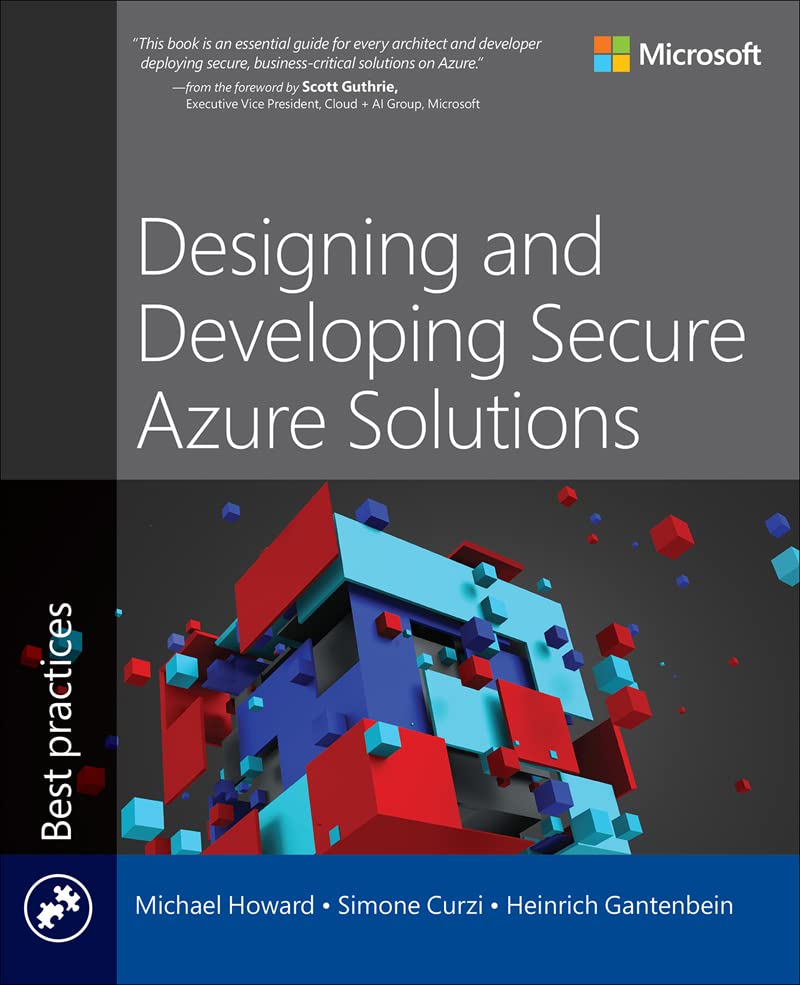 “This book is an essential guide for every architect and developer
deploying secure, business-critical solutions on Azure.”
—from the foreword by Scott Guthrie,
Executive Vice President, Cloud + AI Group, Microsoft
Microsoft
Designing and
Developing Secure
Azure Solutions
Best practices
Michael Howard • Simone Curzi • Heinrich Gantenbein